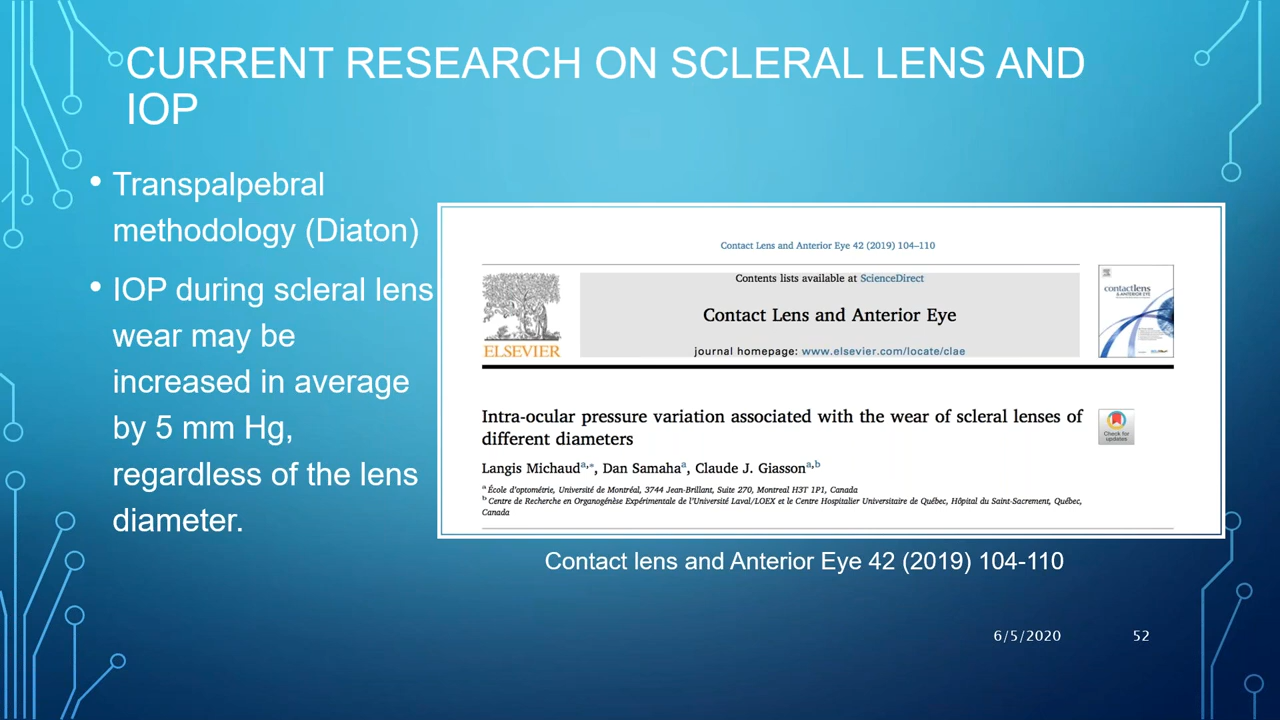 CURRENT RESEARCH ON SCLERAL LENS AND
IOP
• Transpalpebral
methodology (Diaton)
• IOP during scleral lens
wear may be
increased in average
by 5 mm Hg,
regardless of the lens
diameter.
Contact Lens and Anterior Eye 42 (2019) 104–110
Contents lists available at ScienceDirect
Contact Lens and Anterior Eye
journal homepage: www.elsevier.com/locate/clae
ELSEVIER
contact lens
& ANTERIOR EYE
Intra-ocular pressure variation associated with the wear of scleral lenses of
different diameters
Check for
updates
Langis Michaud a,*, Dan Samaha a, Claude J. Giasson a,b
a École d'optométrie, Université de Montréal, 3744 Jean-Brillant, Suite 270, Montreal H3T 1P1, Canada
b Centre de Recherche en Organogénèse Expérimentale de l'Université Laval/LOEX et le Centre Hospitalier Universitaire de Québec, Hôpital du Saint-Sacrement, Québec,
Canada
Contact lens and Anterior Eye 42 (2019) 104-110
6/5/2020
52